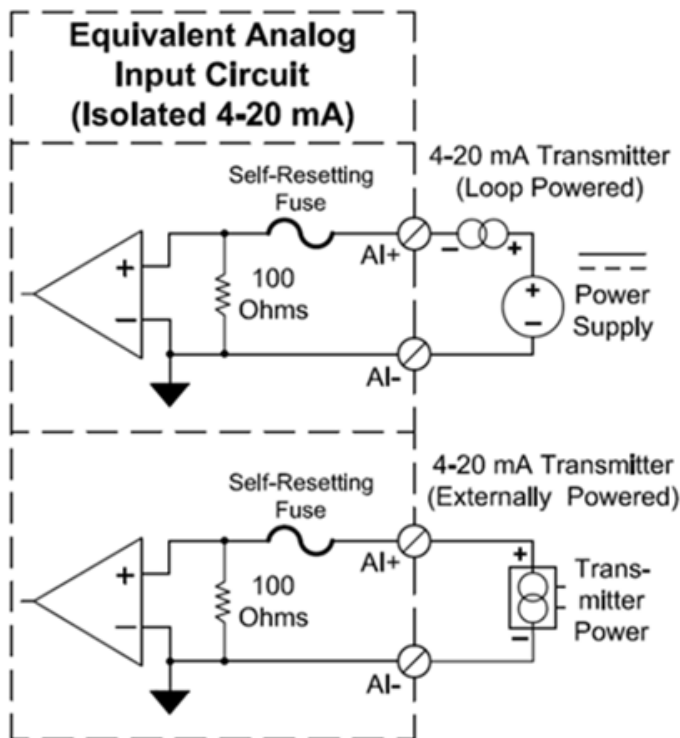 Equivalent Analog
Input Circuit
(Isolated 4-20 mA)
4-20 mA Transmitter
(Loop Powered)
Self-Resetting
Fuse
AI+
- +
+
-
100
Ohms
+
-
Power
Supply
AI-
4-20 mA Transmitter
(Externally Powered)
Self-Resetting
Fuse
AI+
+
+
-
100
Ohms
Trans-
mitter
Power
-
AI-